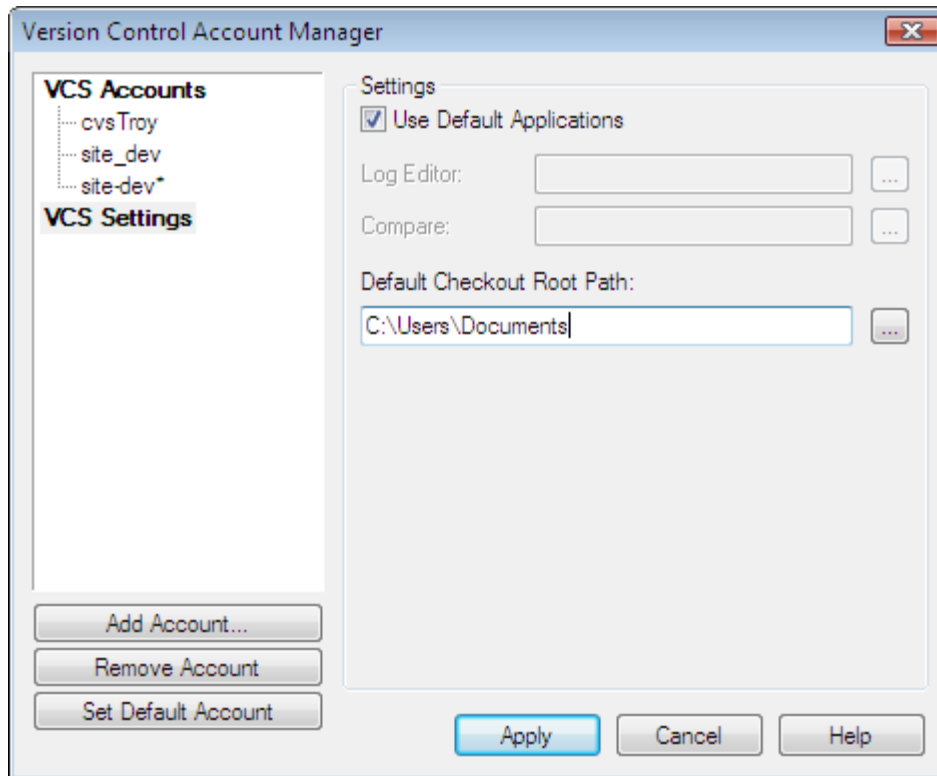 Version Control Account Manager
VCS Accounts
cvsTroy
site_dev
site-dev*
VCS Settings
Add Account...
Remove Account
Set Default Account
Settings
Use Default Applications
Log Editor:
...
Compare:
...
Default Checkout Root Path:
C:\Users\Documents
...
Apply
Cancel
Help